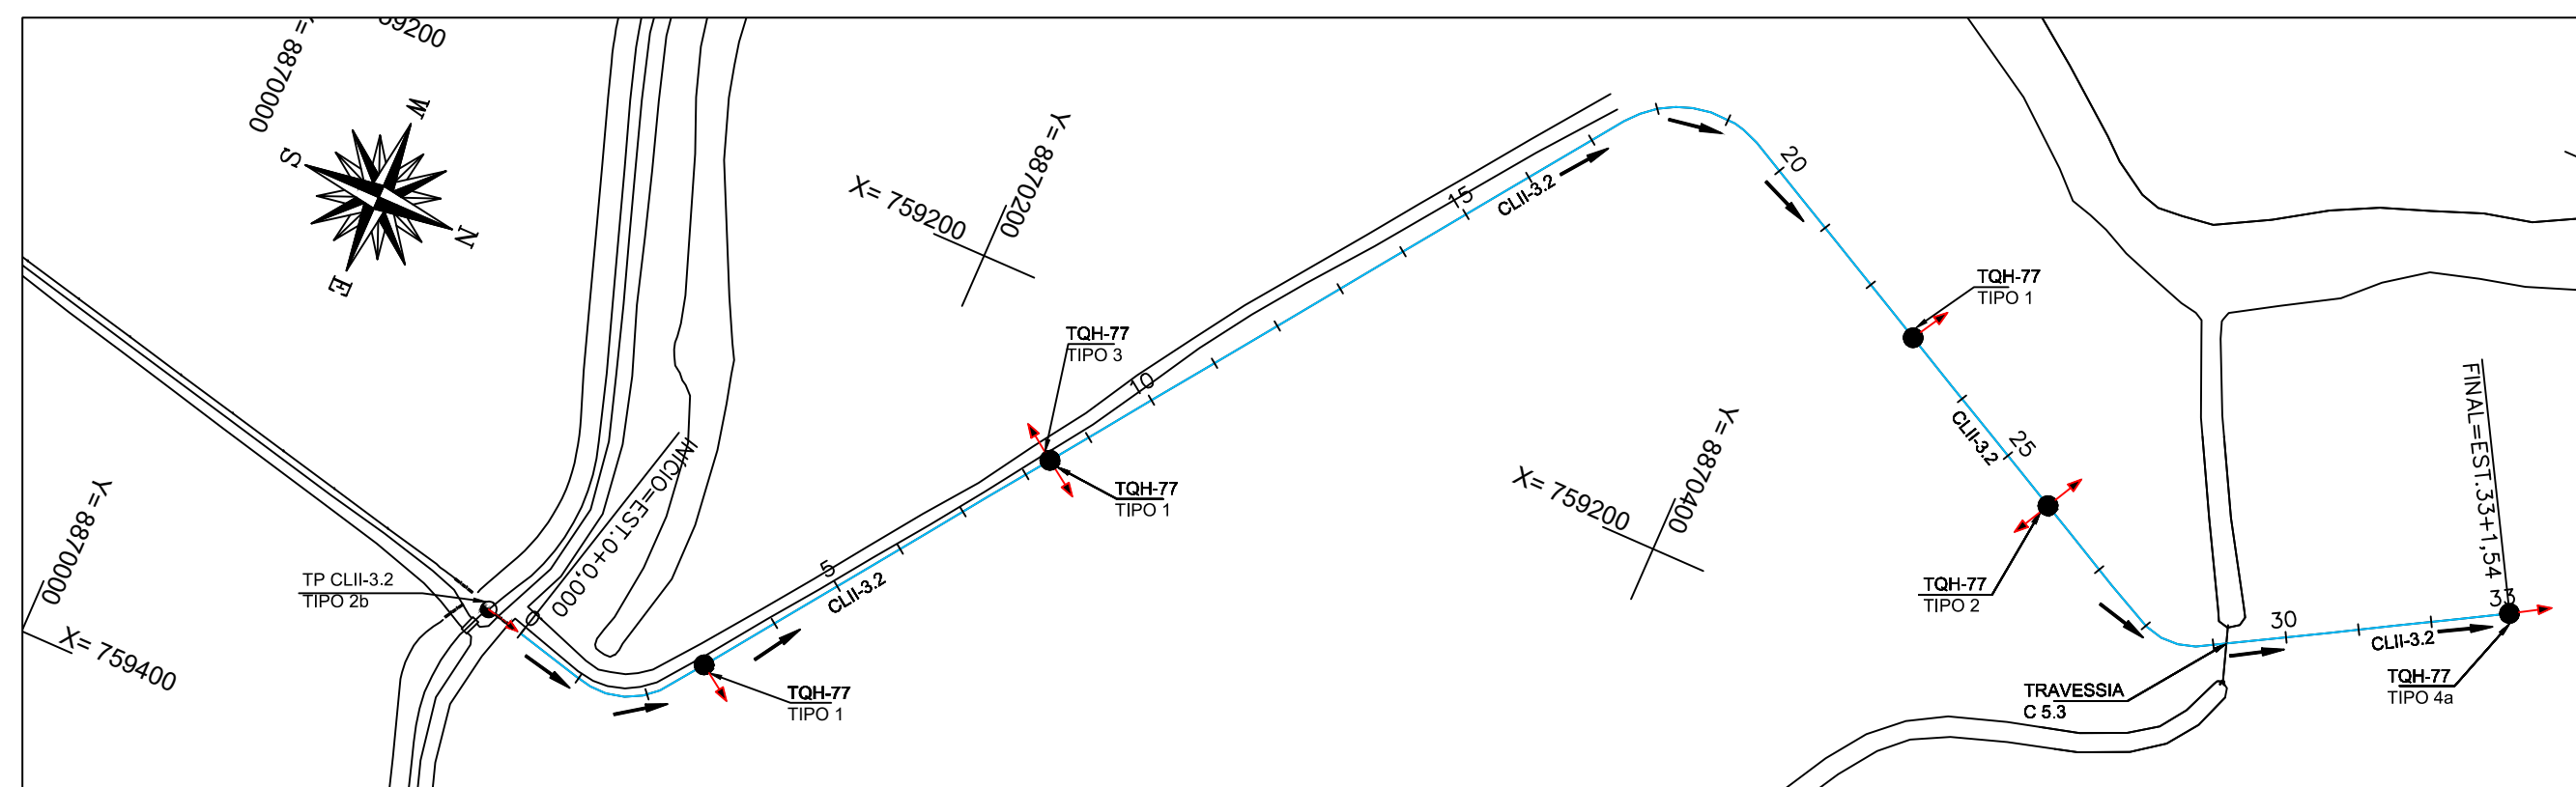 Y= 8870000
W
S
N
E
X= 759200
Y= 8870200
TQH-77
TIPO 3
10
TQH-77
TIPO 1
15
CLII-3.2
20
TQH-77
TIPO 1
CLII-3.2
25
X= 759200
Y= 8870400
TQH-77
TIPO 2
FINAL=EST.33+1,54
33
30
CLII-3.2
TQH-77
TIPO 4a
TRAVESSIA
C 5.3
Y= 8870000
X= 759400
TP CLII-3.2
TIPO 2b
0
INICIO=EST.0+0,000
5
CLII-3.2
TQH-77
TIPO 1